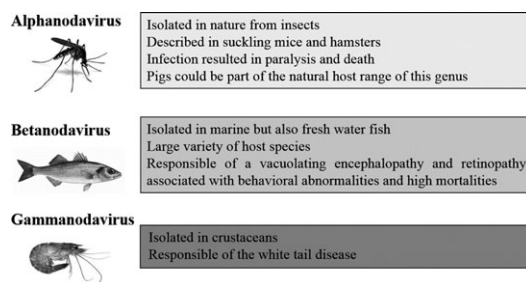 Alphanodavirus
Isolated in nature from insects
Described in suckling mice and hamsters
Infection resulted in paralysis and death
Pigs could be part of the natural host range of this genus
Betanodavirus
Isolated in marine but also fresh water fish
Large variety of host species
Responsible of a vacuolating encephalopathy and retinopathy
associated with behavioral abnormalities and high mortalities
Gammanodavirus
Isolated in crustaceans
Responsible of the white tail disease